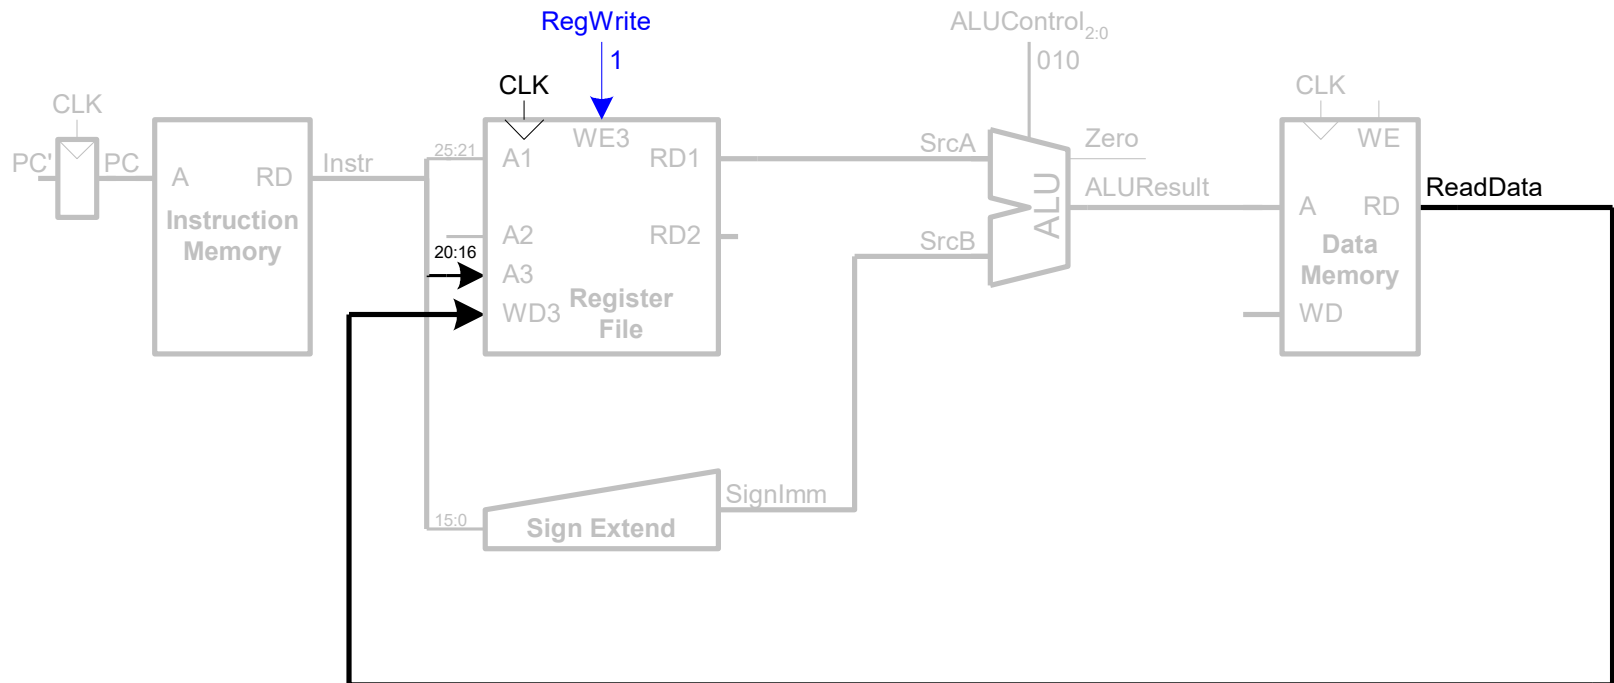 RegWrite
1
ALUControl2:0
010
CLK
CLK
CLK
PC'
PC
A
RD
Instruction
Memory
Instr
25:21
20:16
15:0
A1
WE3
RD1
A2
RD2
A3
WD3
Register
File
SrcA
SrcB
ALU
Zero
ALUResult
WE
A
RD
Data
Memory
WD
ReadData
Sign Extend
SignImm